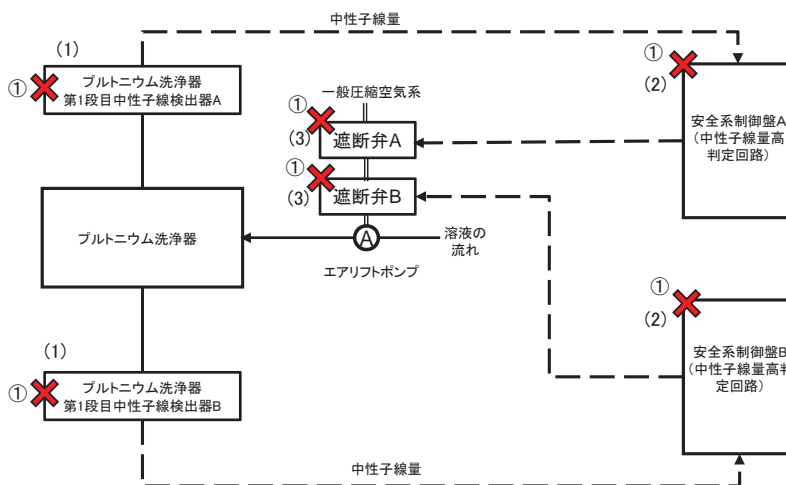 中性子線量
(1)
①
プルトニウム洗浄器
第1段目中性子線検出器A
一般圧縮空気系
①
(3)
遮断弁A
①
(3)
遮断弁B
①
(2)
安全系制御盤A
(中性子線量高
判定回路)
プルトニウム洗浄器
A
溶液の
流れ
エアリフトポンプ
①
(2)
安全系制御盤B
(中性子線量高判
定回路)
(1)
①
プルトニウム洗浄器
第1段目中性子線検出器B
中性子線量